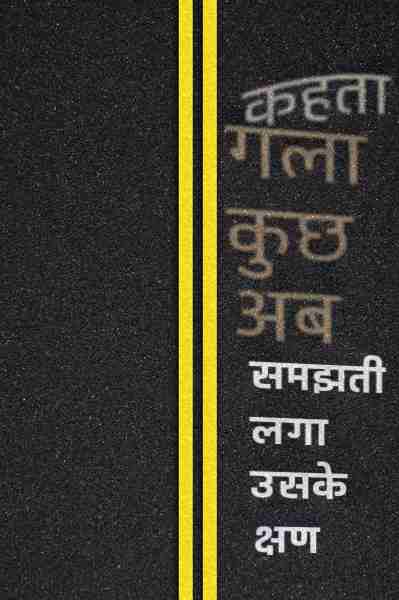 कहता
गला
कुछ
अब
समझती
लगा
उसके
क्षण